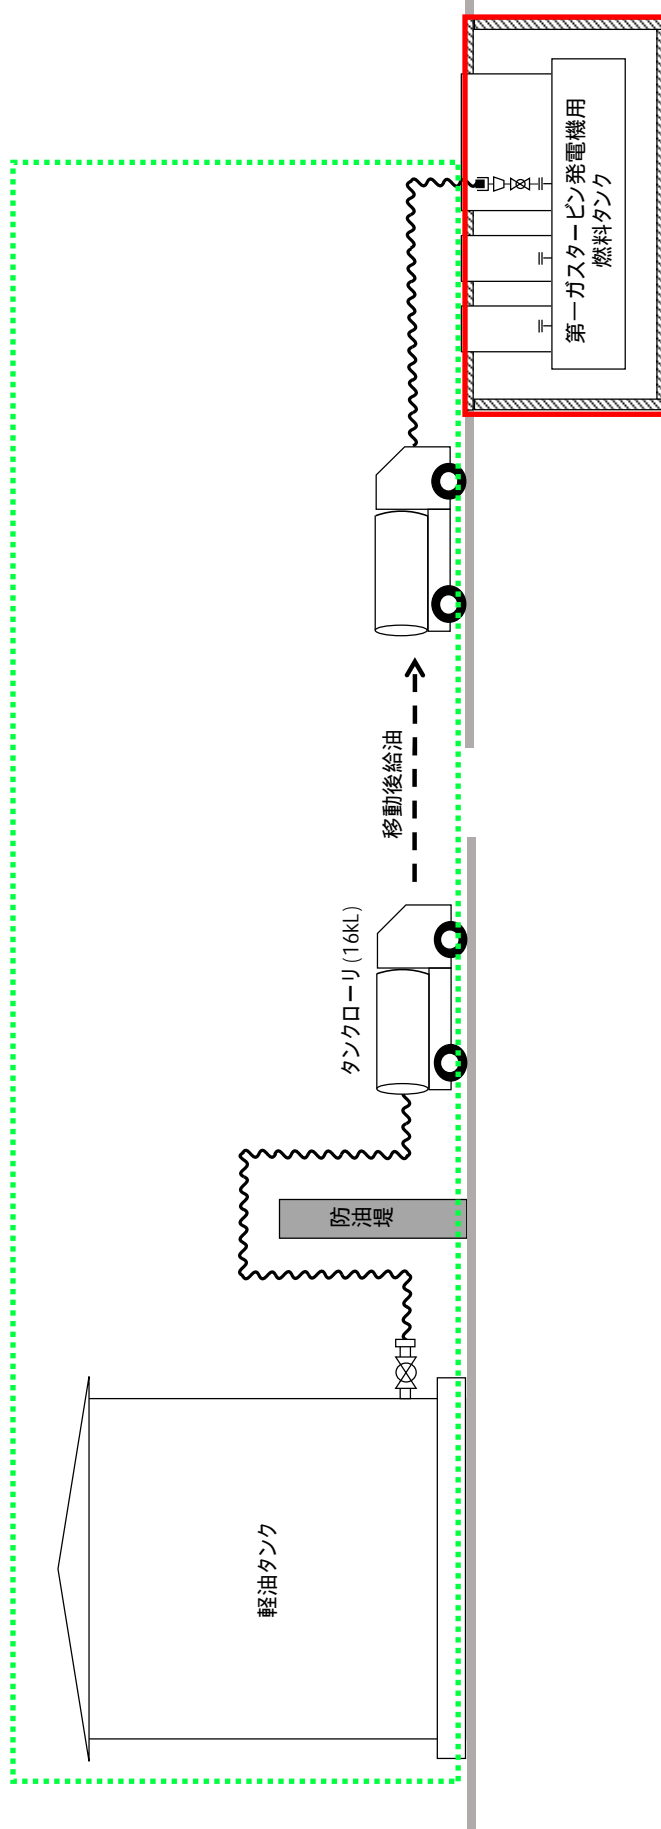 軽油タンク
防油堤
タンクローリ(16kL)
移動後給油
第一ガスタービン発電機用
燃料タンク